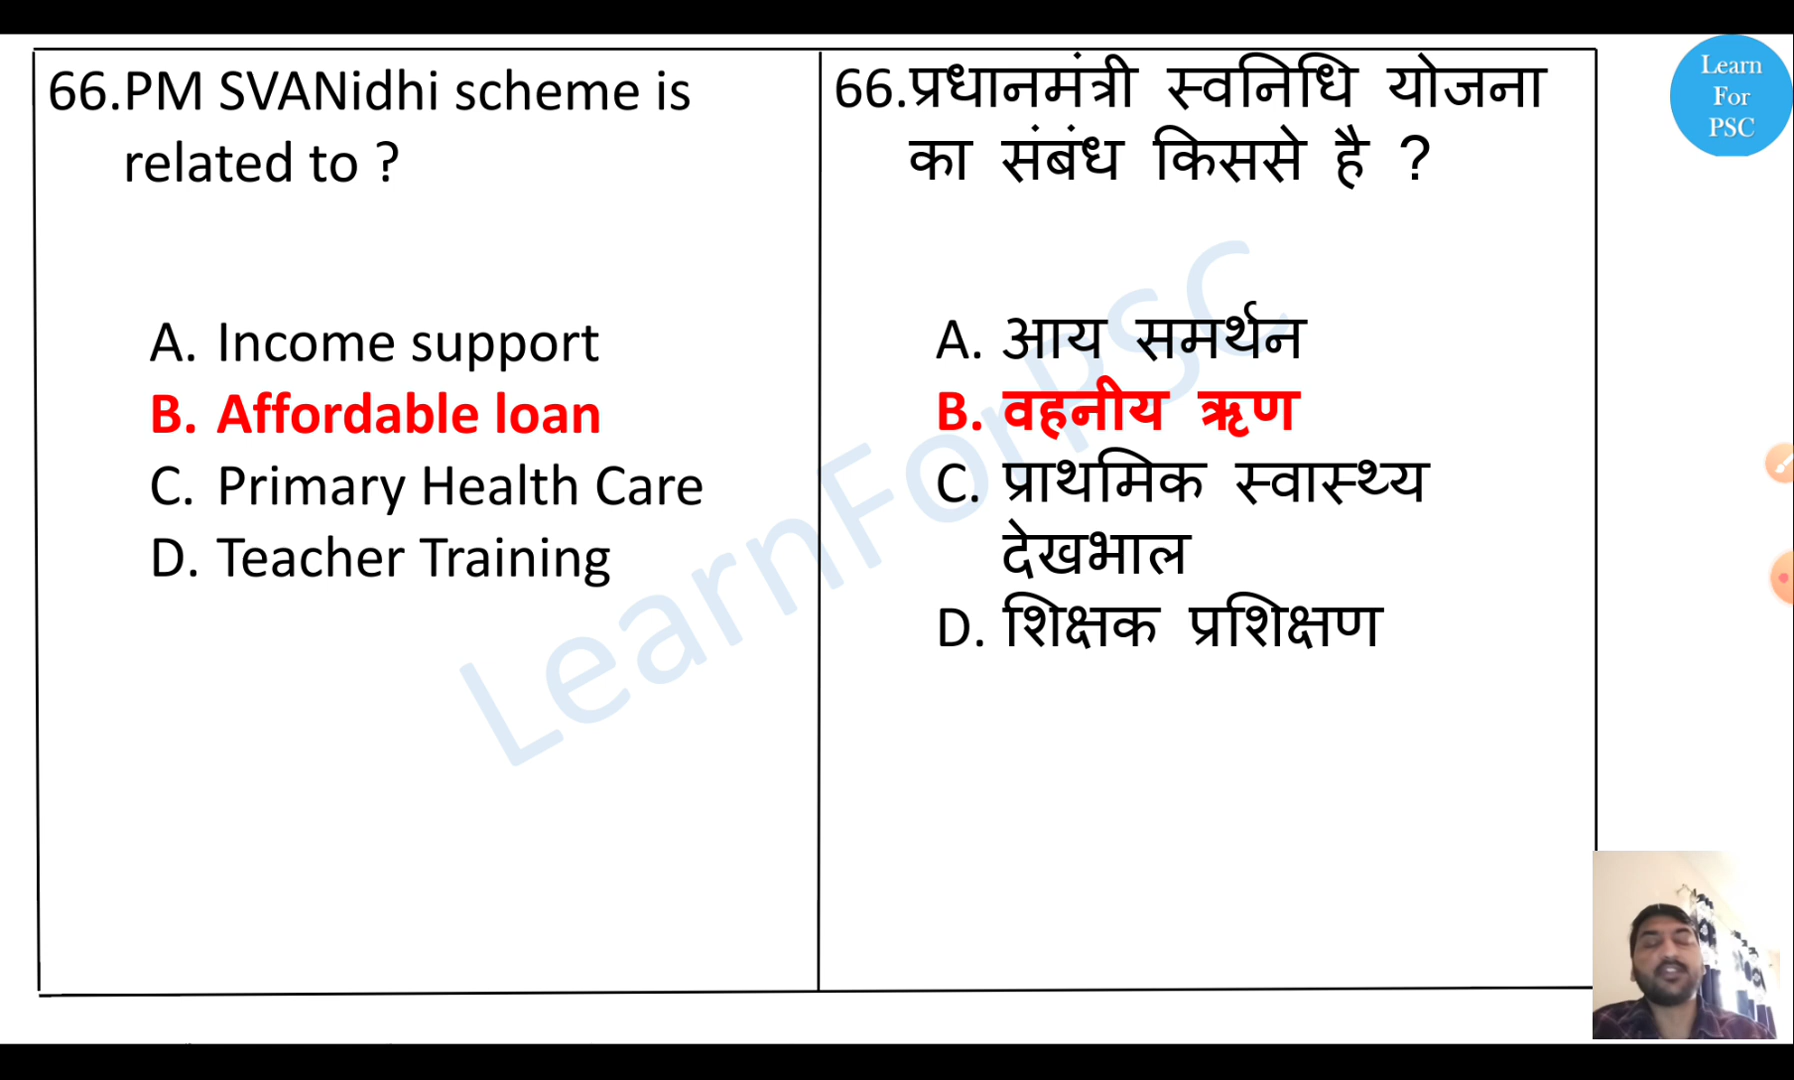 66.PM SVANidhi scheme is
related to ?
A. Income support
B. Affordable loan
C. Primary Health Care
D. Teacher Training
66.प्रधानमंत्री स्वनिधि योजना
का संबंध किससे है ?
A. आय समर्थन
B. वहनीय ऋण
C. प्राथमिक स्वास्थ्य
देखभाल
D. शिक्षक प्रशिक्षण
LearnForPSC
Learn
For
PSC